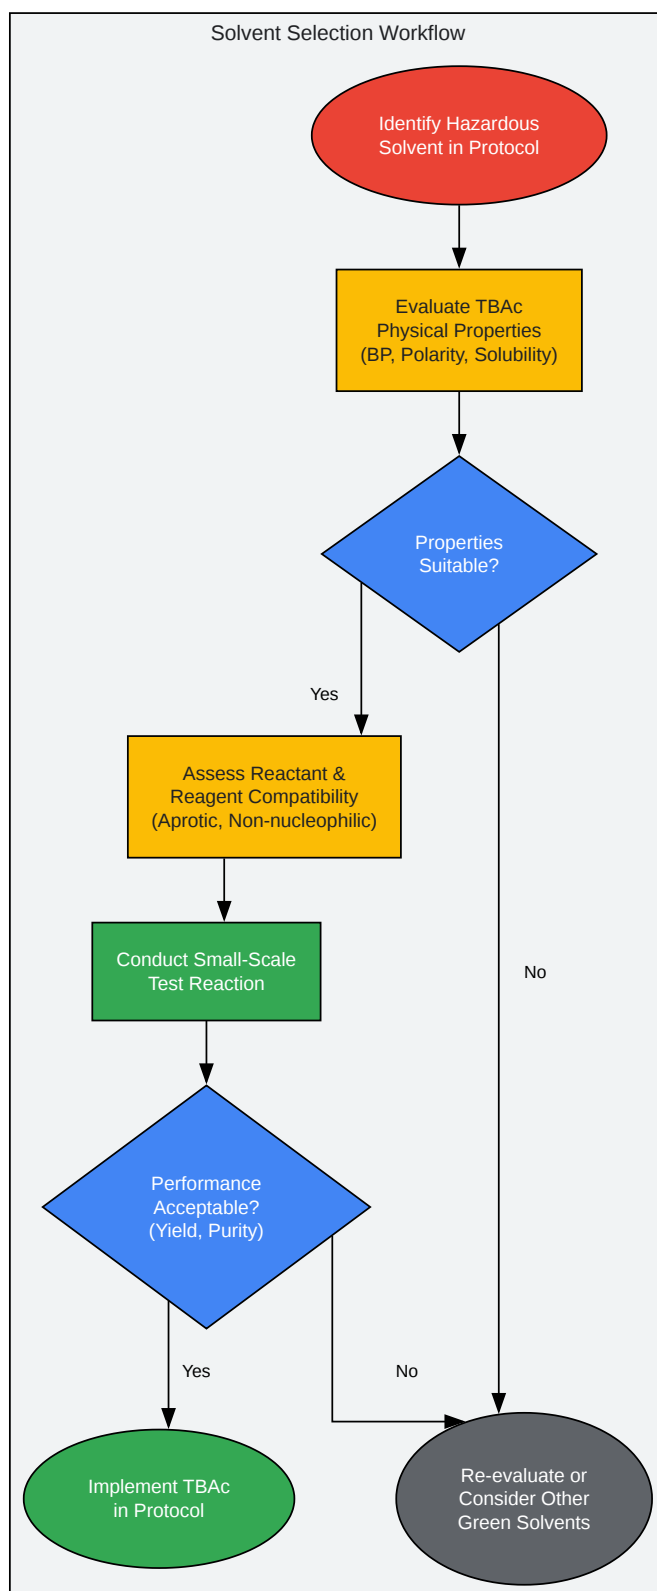 Solvent Selection Workflow
Identify Hazardous
Solvent in Protocol
Evaluate TBAc
Physical Properties
(BP, Polarity, Solubility)
Properties
Suitable?
Yes
Assess Reactant &
Reagent Compatibility
(Aprotic, Non-nucleophilic)
Conduct Small-Scale
Test Reaction
No
Performance
Acceptable?
(Yield, Purity)
Yes
No
Implement TBAc
in Protocol
Re-evaluate or
Consider Other
Green Solvents